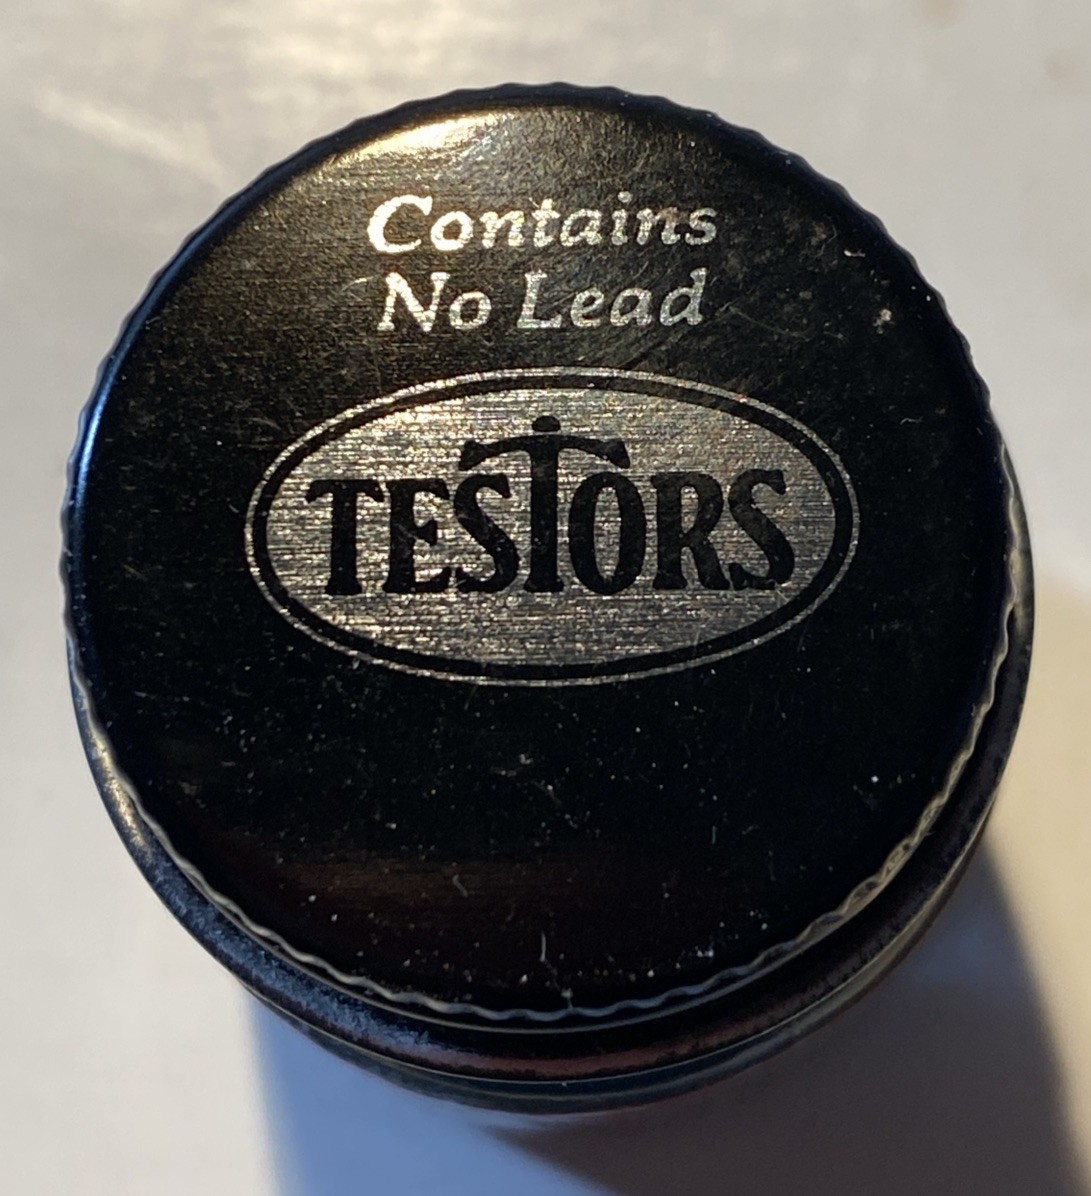 Contains
No Lead
TESTORS